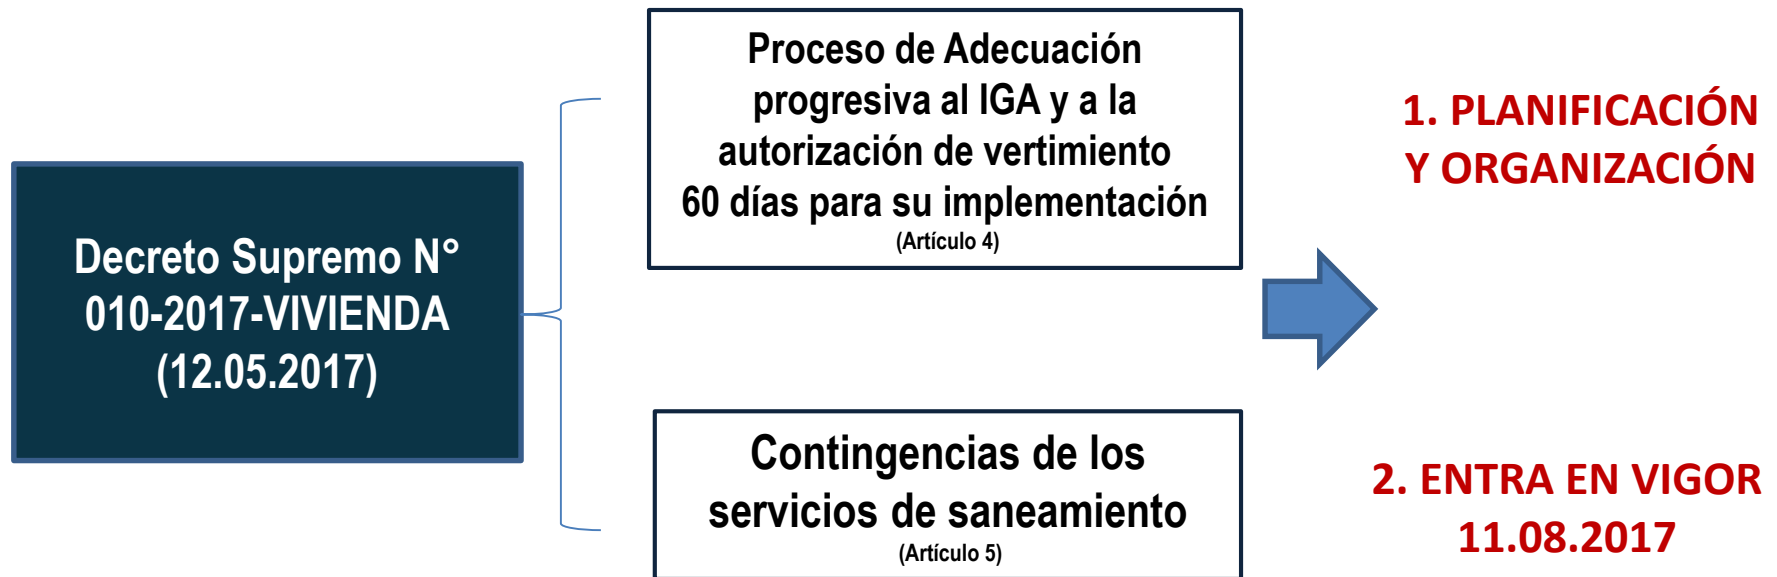 Decreto Supremo N°
010-2017-VIVIENDA
(12.05.2017)
Proceso de Adecuación
progresiva al IGA y a la
autorización de vertimiento
60 días para su implementación
(Artículo 4)
Contingencias de los
servicios de saneamiento
(Artículo 5)
1. PLANIFICACIÓN
Y ORGANIZACIÓN
2. ENTRA EN VIGOR
11.08.2017